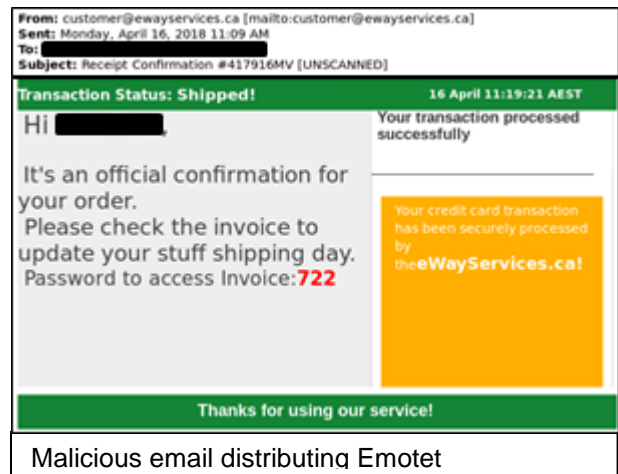 From: customer@ewayservices.ca [mailto:customer@ewayservices.ca]
Sent: Monday, April 16, 2018 11:09 AM
To:
Subject: Receipt Confirmation #417916MV [UNSCANNED]
Transaction Status: Shipped!
16 April 11:19:21 AEST
Hi ,
It's an official confirmation for
your order.
Please check the invoice to
update your stuff shipping day.
Password to access Invoice:722
Your transaction processed
successfully
Your credit card transaction
has been securely processed
by
theeWayServices.ca!
Thanks for using our service!
Malicious email distributing Emotet